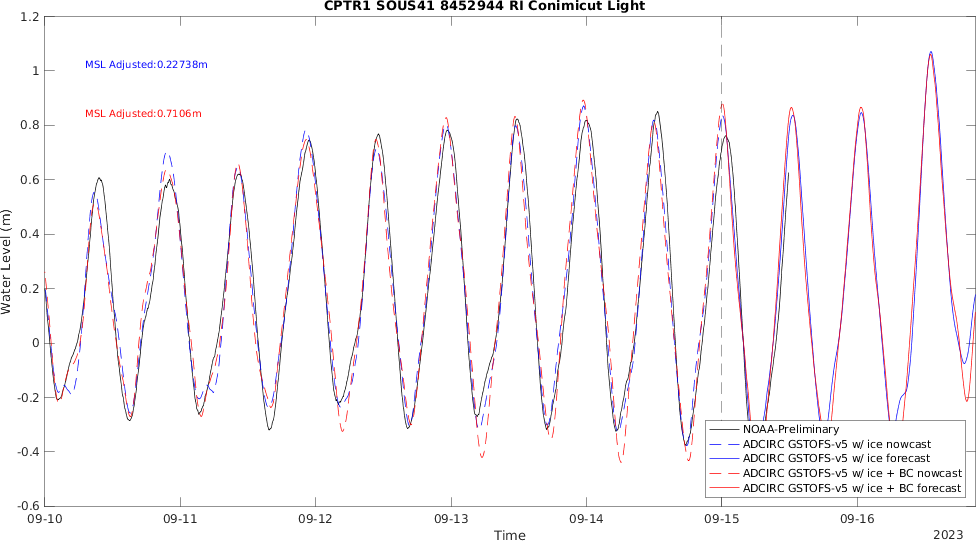 CPTR1 SOUS41 8452944 RI Conimicut Light
1.2
1
0.8
0.6
0.4
0.2
0
-0.2
-0.4
-0.6
Water Level (m)
MSL Adjusted:0.22738m
MSL Adjusted:0.7106m
NOAA-Preliminary
ADCIRC GSTOFS-v5 w/ ice nowcast
ADCIRC GSTOFS-v5 w/ ice forecast
ADCIRC GSTOFS-v5 w/ ice + BC nowcast
ADCIRC GSTOFS-v5 w/ ice + BC forecast
09-10 09-11 09-12 09-13 09-14 09-15 09-16
Time
2023